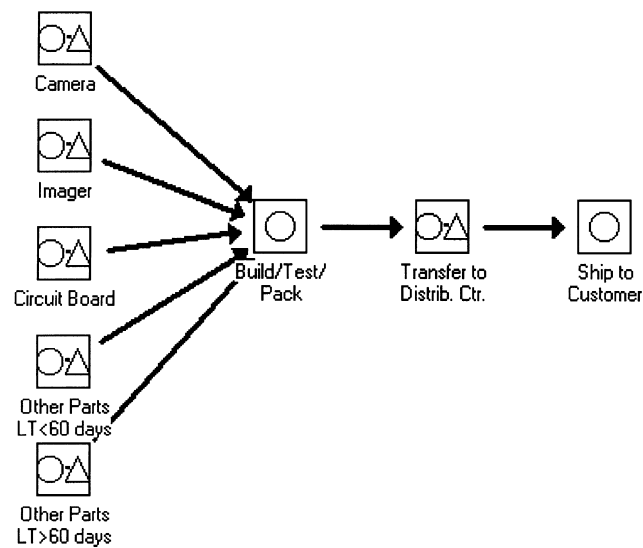 Camera
Imager
Circuit Board
Other Parts
LT<60 days
Other Parts
LT>60 days
Build/Test/
Pack
Transfer to
Distrib. Ctr.
Ship to
Customer